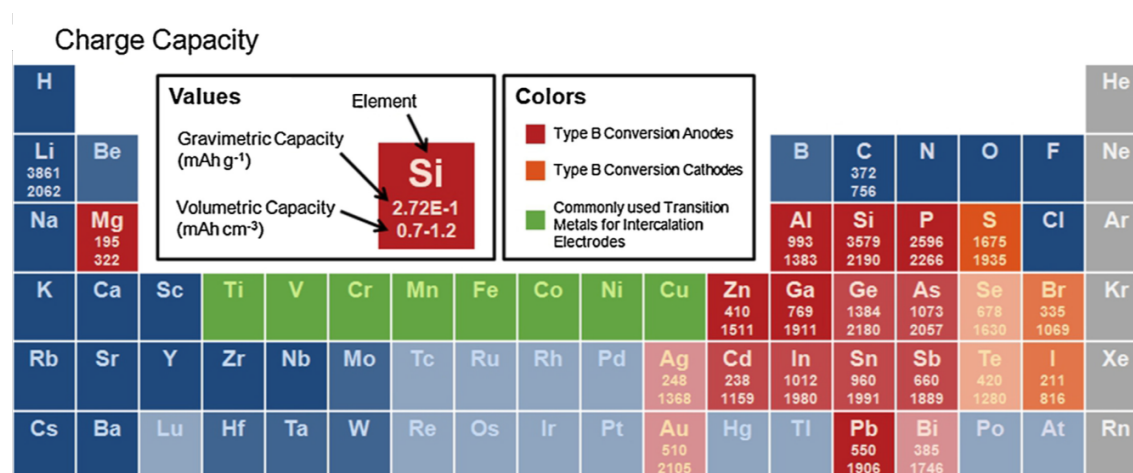 Charge Capacity
H
He
Values
Element
Gravimetric Capacity
(mAh g-1)
Volumetric Capacity
(mAh cm-3)
Si
2.72E-1
0.7-1.2
Colors
Type B Conversion Anodes
Type B Conversion Cathodes
Commonly used Transition
Metals for Intercalation
Electrodes
Li Be B C N O F Ne
3861 372
2062 756
Na Mg Al Si P S Cl Ar
195 993 3579 2596 1675
322 1383 2190 2266 1935
K Ca Sc Ti V Cr Mn Fe Co Ni Cu Zn Ga Ge As Se Br Kr
410 769 1384 1073 678 335
1511 1911 2180 2057 1630 1069
Rb Sr Y Zr Nb Mo Tc Ru Rh Pd Ag Cd In Sn Sb Te I Xe
248 238 1012 960 660 420 211
1368 1159 1980 1991 1889 1280 816
Cs Ba Lu Hf Ta W Re Os Ir Pt Au Hg Tl Pb Bi Po At Rn
510 550 385
2105 1906 1746